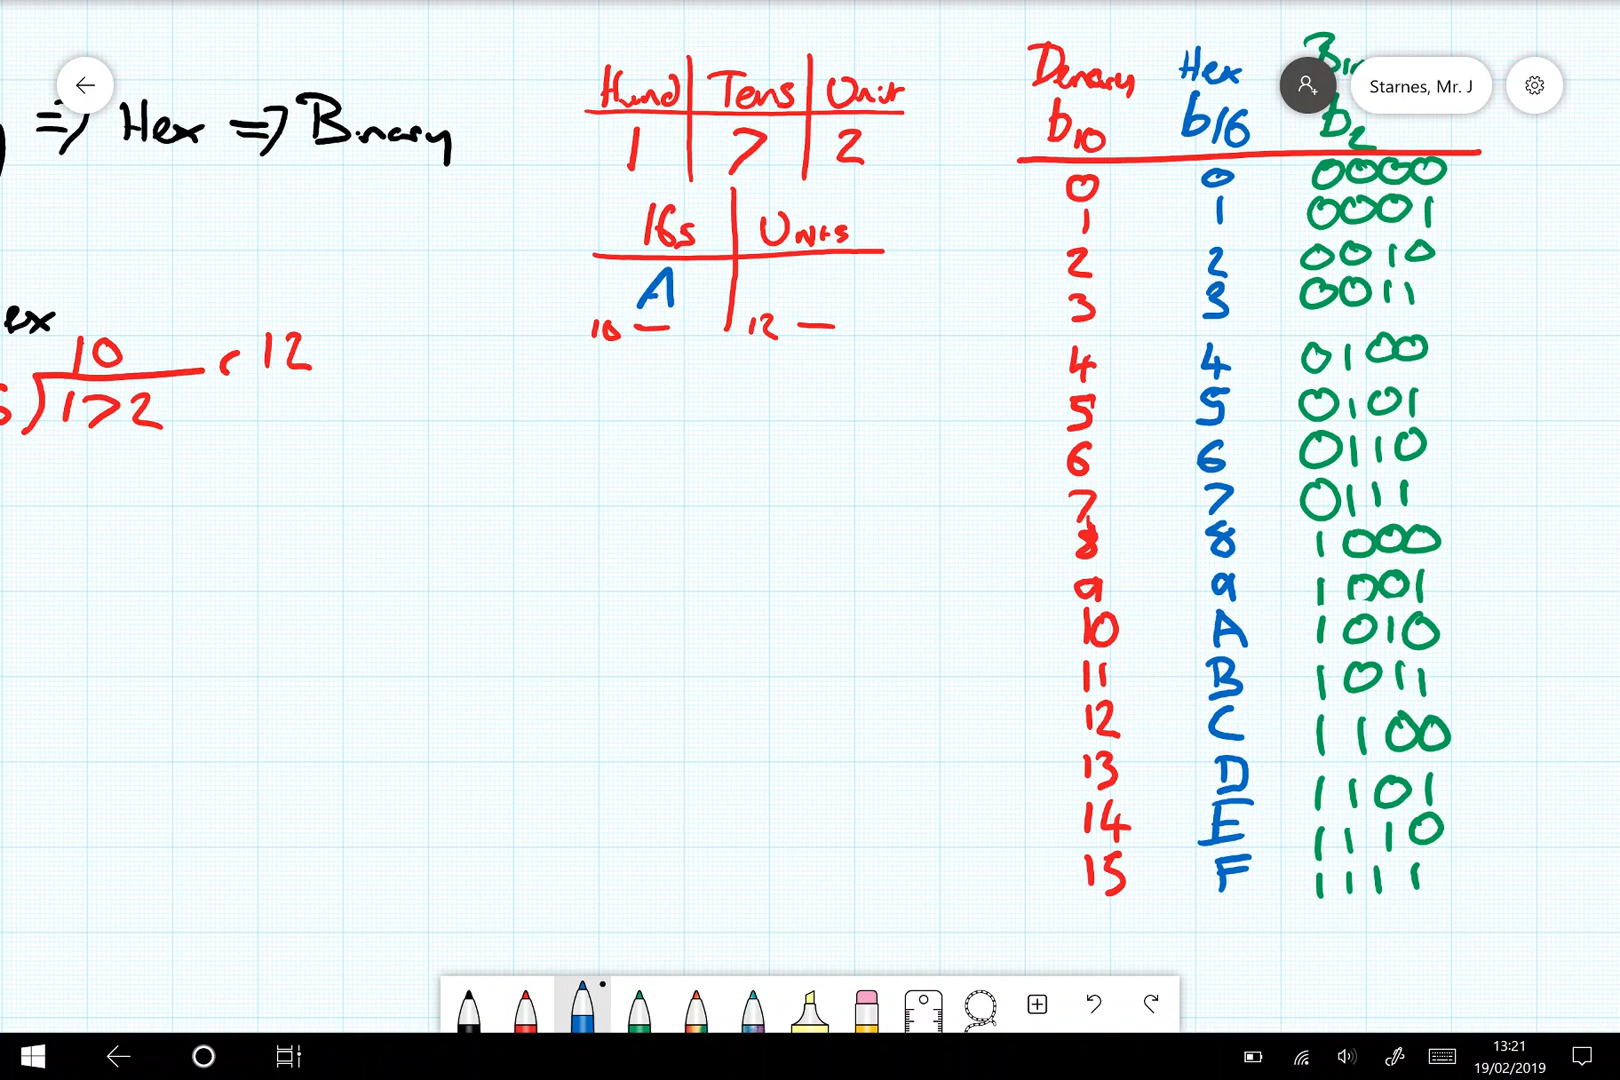 ⇒ Hex ⇒ Binary
Hund Tens Unit
1 7 2
16s Units
A
10 — 12 —
ex
10 r 12
172
Denary Hex
b10 b16 b2
0 0 0000
1 1 0001
2 2 0010
3 3 0011
4 4 0100
5 5 0101
6 6 0110
7 7 0111
8 8 1000
9 9 1001
10 A 1010
11 B 1011
12 C 1100
13 D 1101
14 E 1110
15 F 1111
Starnes, Mr. J
13:21
19/02/2019